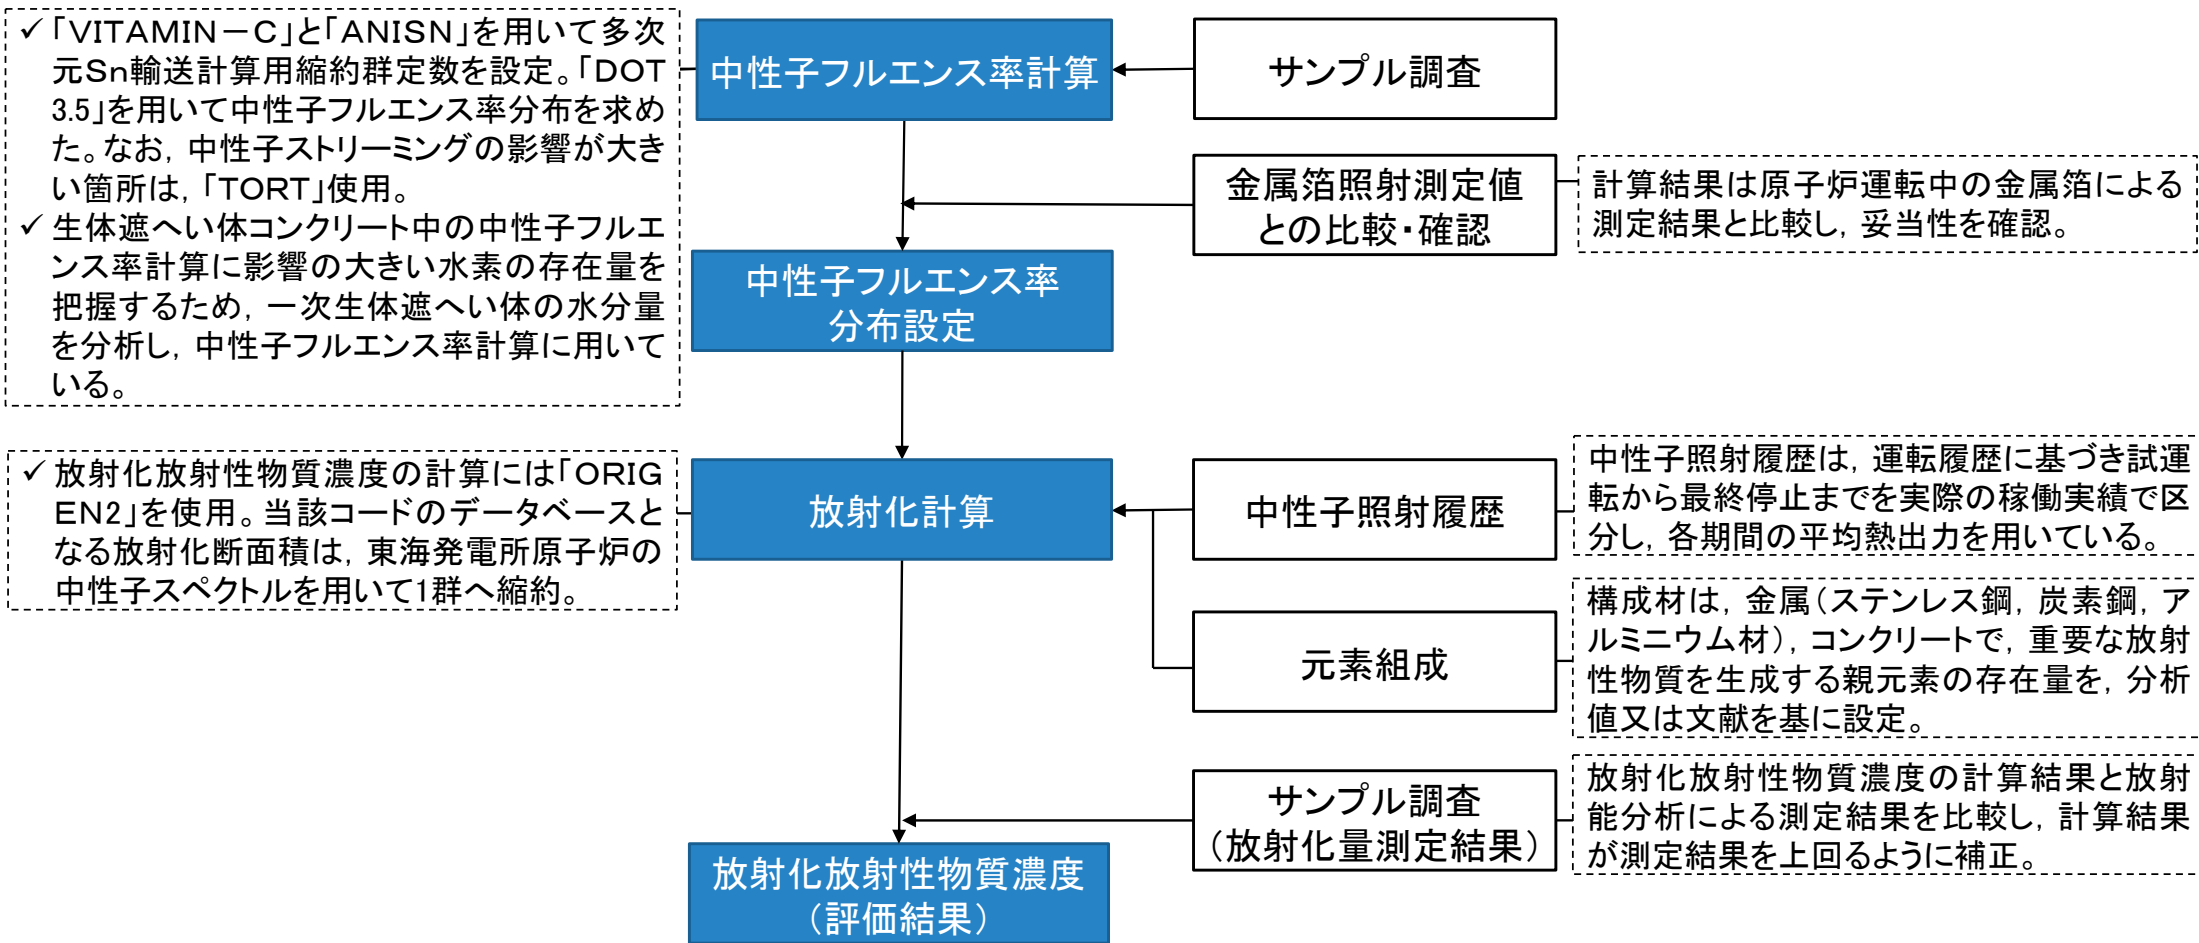 ✓「VITAMIN－C」と「ANISN」を用いて多次
元Sn輸送計算用縮約群定数を設定。「DOT
3.5」を用いて中性子フルエンス率分布を求め
た。なお，中性子ストリーミングの影響が大き
い箇所は，「TORT」使用。
✓生体遮へい体コンクリート中の中性子フルエ
ンス率計算に影響の大きい水素の存在量を
把握するため，一次生体遮へい体の水分量
を分析し，中性子フルエンス率計算に用いて
いる。
中性子フルエンス率計算
サンプル調査
金属箔照射測定値
との比較・確認
計算結果は原子炉運転中の金属箔による
測定結果と比較し，妥当性を確認。
中性子フルエンス率
分布設定
✓放射化放射性物質濃度の計算には「ORIG
EN2」を使用。当該コードのデータベースと
なる放射化断面積は，東海発電所原子炉の
中性子スペクトルを用いて1群へ縮約。
放射化計算
中性子照射履歴
中性子照射履歴は，運転履歴に基づき試運
転から最終停止までを実際の稼働実績で区
分し，各期間の平均熱出力を用いている。
元素組成
構成材は，金属（ステンレス鋼，炭素鋼，ア
ルミニウム材），コンクリートで，重要な放射
性物質を生成する親元素の存在量を，分析
値又は文献を基に設定。
サンプル調査
（放射化量測定結果）
放射化放射性物質濃度の計算結果と放射
能分析による測定結果を比較し，計算結果
が測定結果を上回るように補正。
放射化放射性物質濃度
（評価結果）